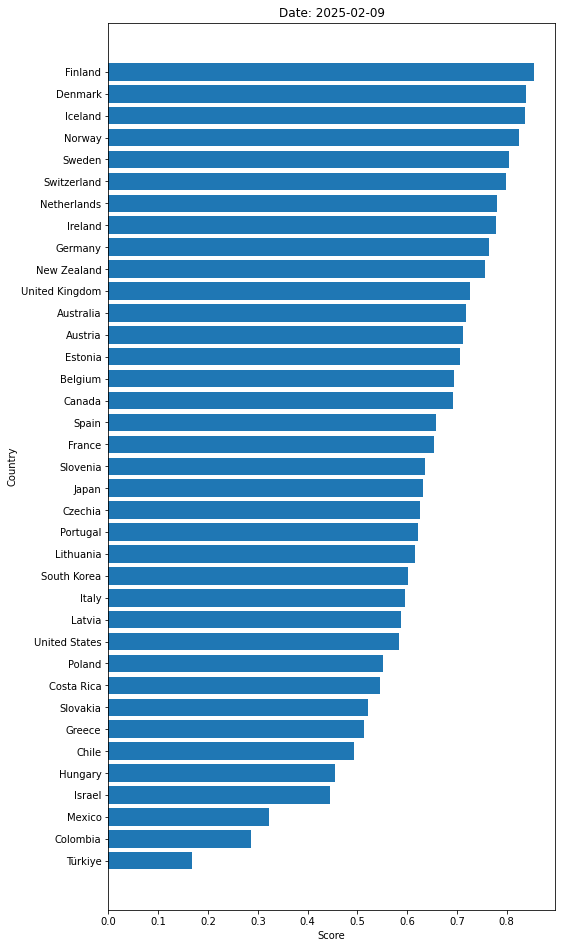 Date: 2025-02-09
Country
Finland
Denmark
Iceland
Norway
Sweden
Switzerland
Netherlands
Ireland
Germany
New Zealand
United Kingdom
Australia
Austria
Estonia
Belgium
Canada
Spain
France
Slovenia
Japan
Czechia
Portugal
Lithuania
South Korea
Italy
Latvia
United States
Poland
Costa Rica
Slovakia
Greece
Chile
Hungary
Israel
Mexico
Colombia
Türkiye
0.0 0.1 0.2 0.3 0.4 0.5 0.6 0.7 0.8
Score